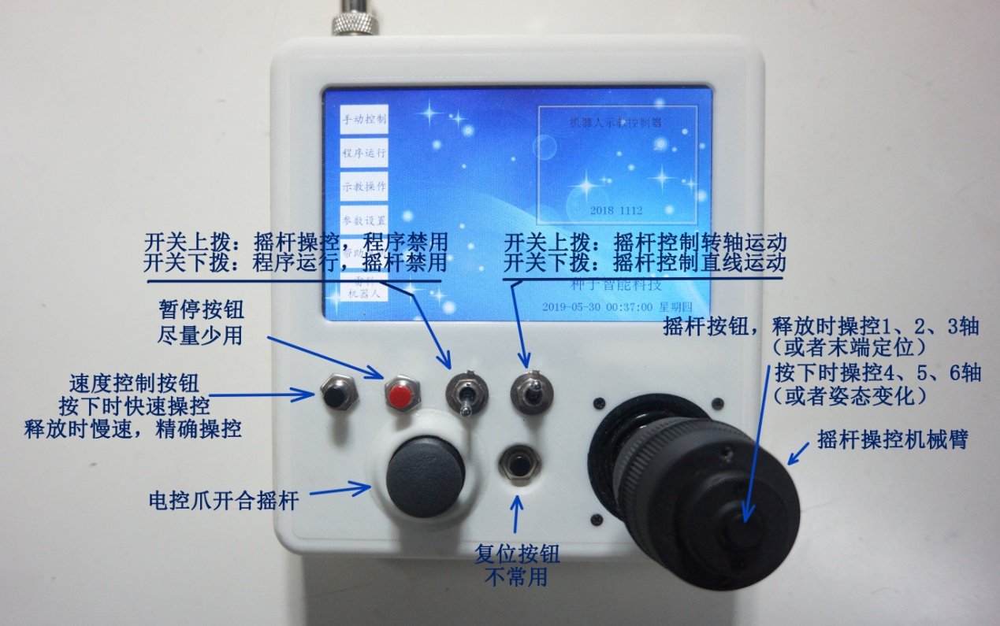 手动控制
程序运行
示教操作
参数设置
机器人
机器人示教控制器
2018 1112
种子智能科技
2019-05-30 00:37:00 星期四
开关上拨：摇杆操控，程序禁用
开关下拨：程序运行，摇杆禁用
开关上拨：摇杆控制转轴运动
开关下拨：摇杆控制直线运动
暂停按钮
尽量少用
速度控制按钮
按下时快速操控
释放时慢速，精确操控
电控爪开合摇杆
复位按钮
不常用
摇杆按钮，释放时操控1、2、3轴
（或者末端定位）
按下时操控4、5、6轴
（或者姿态变化）
摇杆操控机械臂